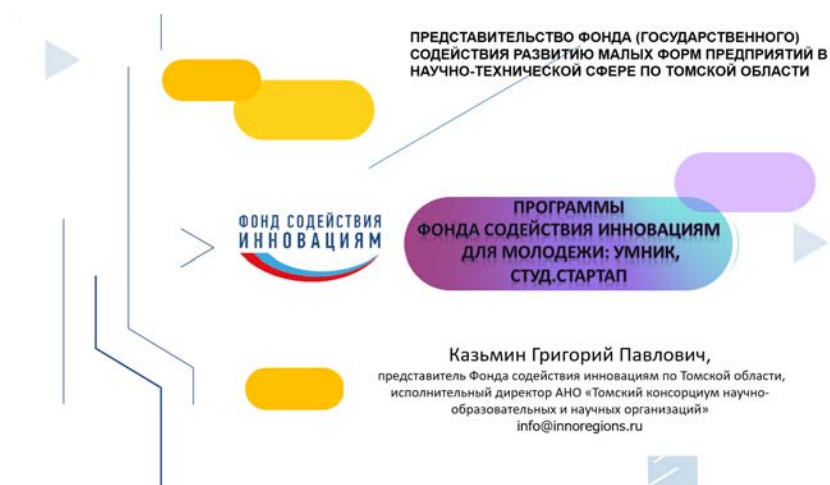 ПРЕДСТАВИТЕЛЬСТВО ФОНДА (ГОСУДАРСТВЕННОГО)
СОДЕЙСТВИЯ РАЗВИТИЮ МАЛЫХ ФОРМ ПРЕДПРИЯТИЙ В
НАУЧНО-ТЕХНИЧЕСКОЙ СФЕРЕ ПО ТОМСКОЙ ОБЛАСТИ
ФОНД СОДЕЙСТВИЯ
ИННОВАЦИЯМ
ПРОГРАММЫ
ФОНДА СОДЕЙСТВИЯ ИННОВАЦИЯМ
ДЛЯ МОЛОДЕЖИ: УМНИК,
СТУД.СТАРТАП
Казьмин Григорий Павлович,
представитель Фонда содействия инновациям по Томской области,
исполнительный директор АНО «Томский консорциум научно-
образовательных и научных организаций»
info@innoregions.ru